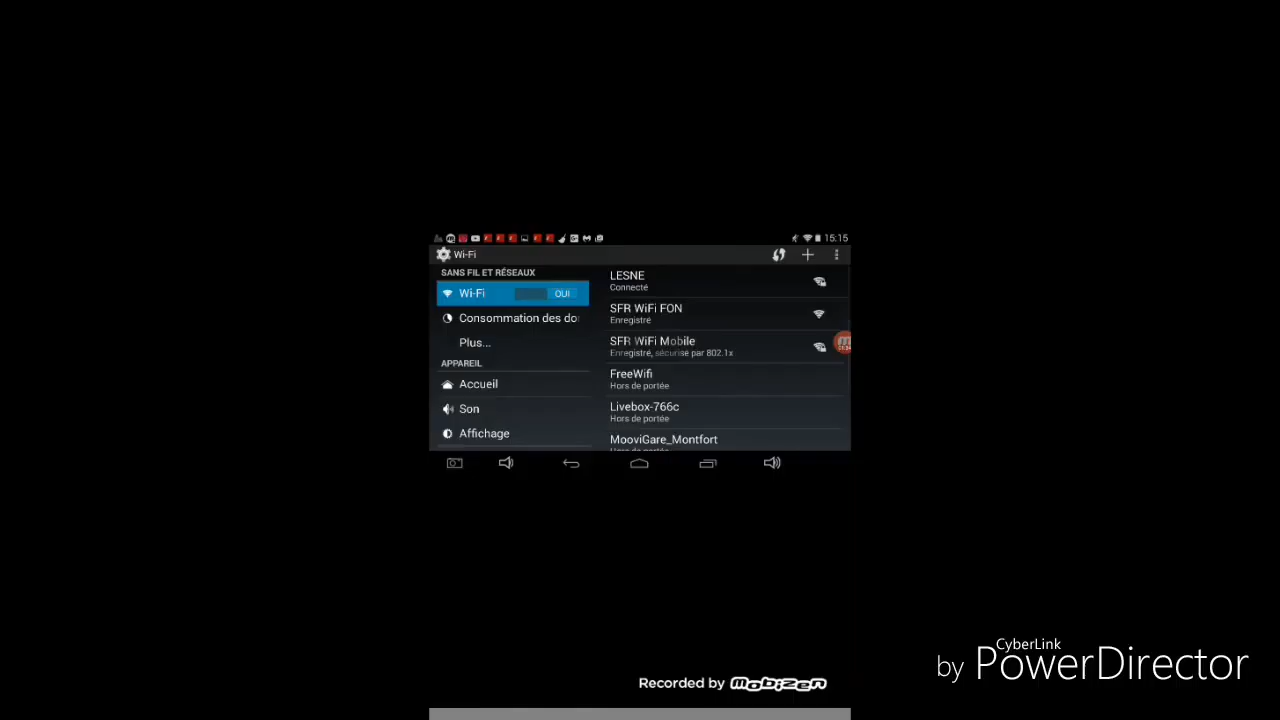 15:15
Wi-Fi
SANS FIL ET RÉSEAUX
Wi-Fi OUI
Consommation des do
Plus...
APPAREIL
Accueil
Son
Affichage
LESNE
Connecté
SFR WiFi FON
Enregistré
SFR WiFi Mobile
Enregistré, sécurisé par 802.1x
FreeWifi
Hors de portée
Livebox-766c
Hors de portée
MooviGare_Montfort
Recorded by Mobizen
CyberLink
by PowerDirector